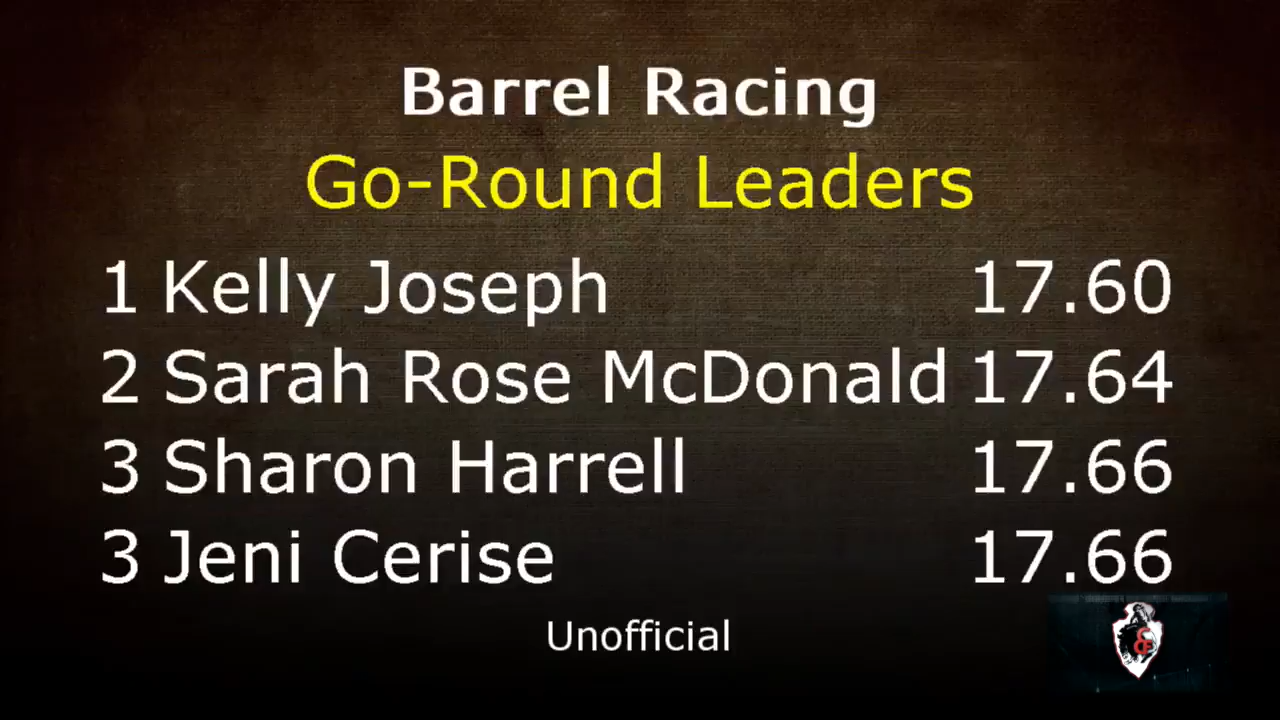 Barrel Racing
Go-Round Leaders
1 Kelly Joseph 17.60
2 Sarah Rose McDonald 17.64
3 Sharon Harrell 17.66
3 Jeni Cerise 17.66
Unofficial